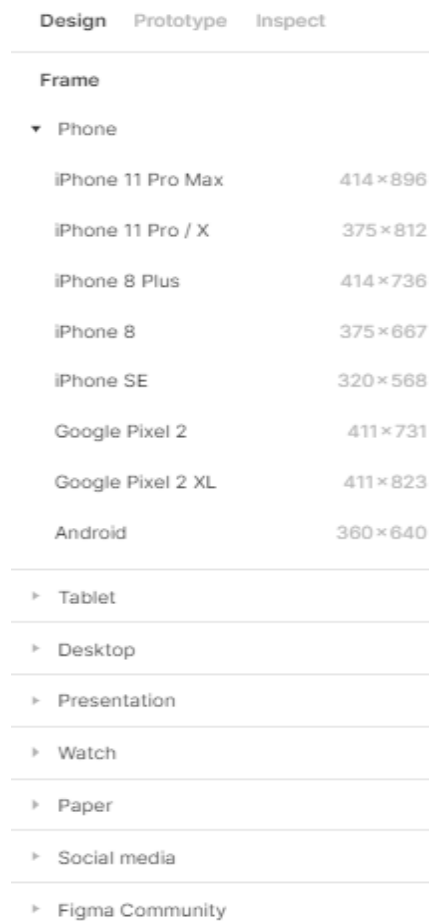 Design Prototype Inspect
Frame
Phone
iPhone 11 Pro Max 414×896
iPhone 11 Pro / X 375×812
iPhone 8 Plus 414×736
iPhone 8 375×667
iPhone SE 320×568
Google Pixel 2 411×731
Google Pixel 2 XL 411×823
Android 360×640
Tablet
Desktop
Presentation
Watch
Paper
Social media
Figma Community